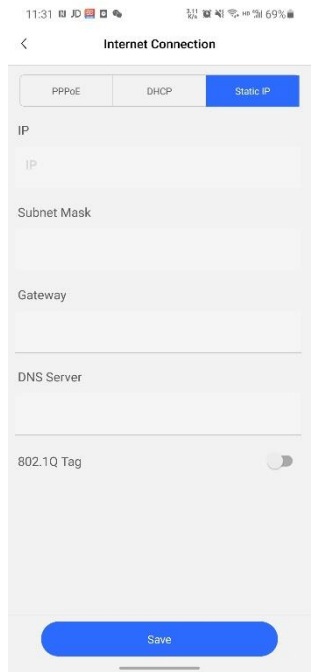 11:31 JD 69%
Internet Connection
PPPoE DHCP Static IP
IP
IP
Subnet Mask
Gateway
DNS Server
802.1Q Tag
Save